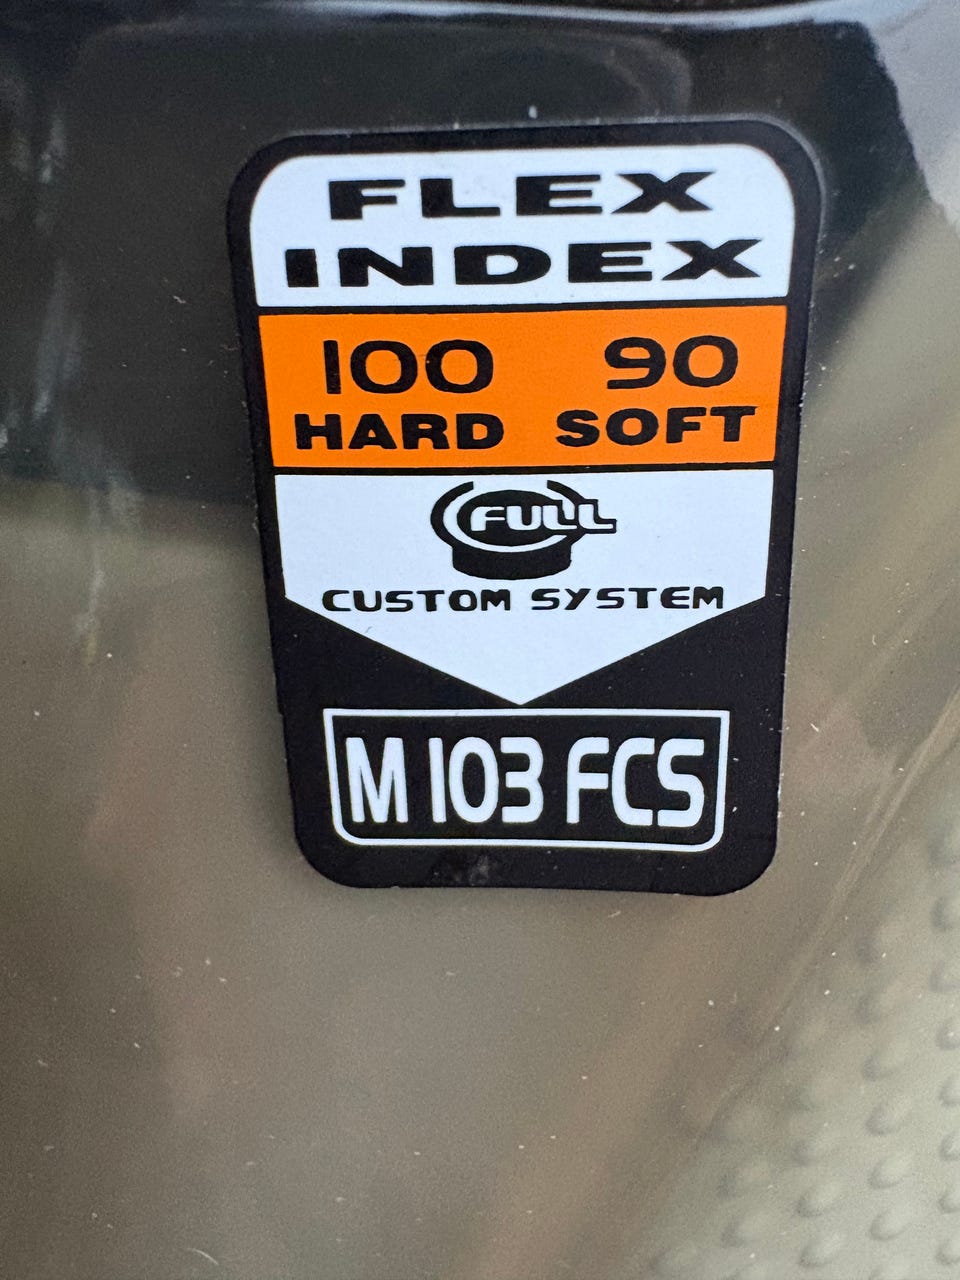 FLEX
INDEX
100 90
HARD SOFT
FULL
CUSTOM SYSTEM
M 103 FCS